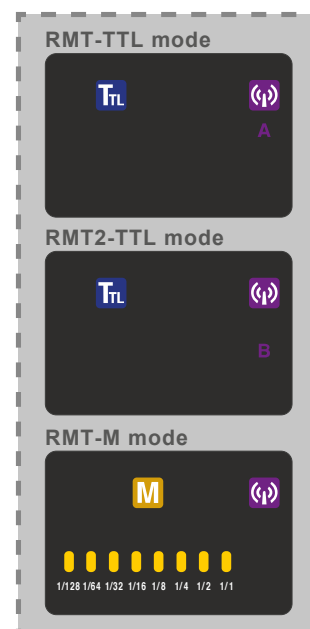 RMT-TTL mode
TTL
A
RMT2-TTL mode
TTL
B
RMT-M mode
M
1/128 1/64 1/32 1/16 1/8 1/4 1/2 1/1